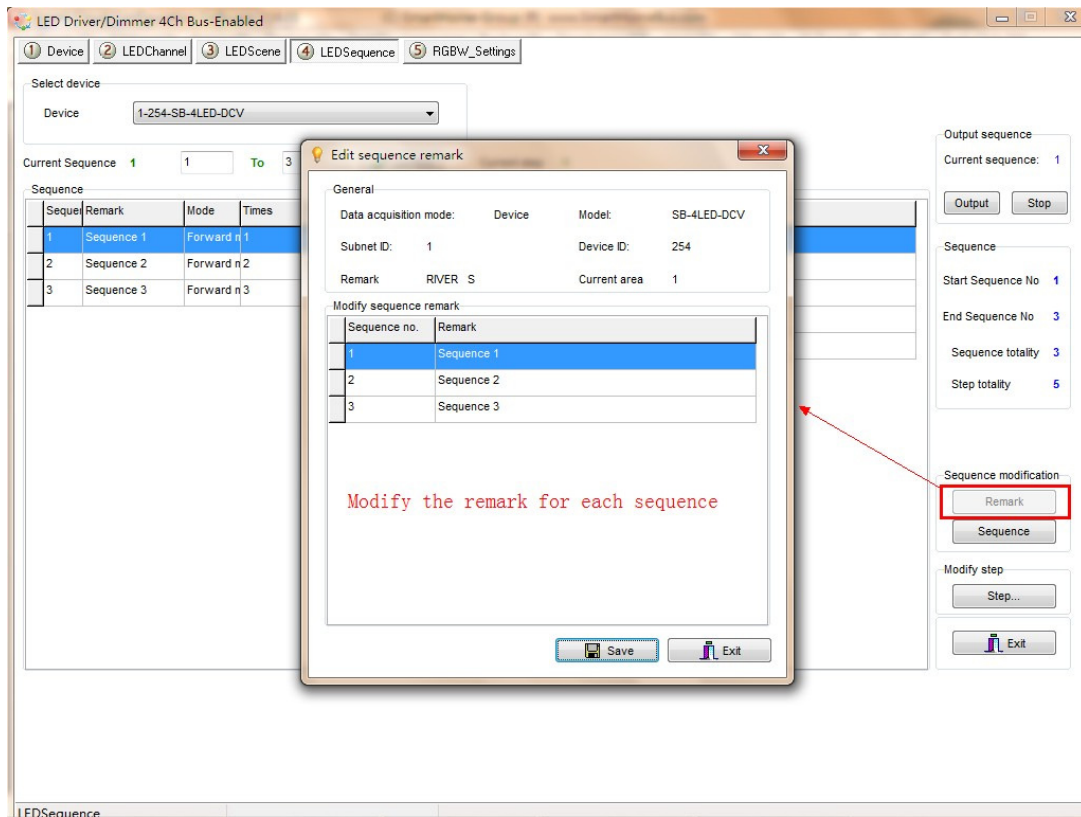 LED Driver/Dimmer 4Ch Bus-Enabled
1 Device 2 LEDChannel 3 LEDScene 4 LEDSequence 5 RGBW_Settings
Select device
Device 1-254-SB-4LED-DCV
Current Sequence 1 1 To 3
Sequence
Sequer Remark Mode Times
1 Sequence 1 Forward n 1
2 Sequence 2 Forward n 2
3 Sequence 3 Forward n 3
Edit sequence remark
General
Data acquisition mode: Device Model: SB-4LED-DCV
Subnet ID: 1 Device ID: 254
Remark RIVER S Current area 1
Modify sequence remark
Sequence no. Remark
1 Sequence 1
2 Sequence 2
3 Sequence 3
Modify the remark for each sequence
Save Exit
Output sequence
Current sequence: 1
Output Stop
Sequence
Start Sequence No 1
End Sequence No 3
Sequence totality 3
Step totality 5
Sequence modification
Remark
Sequence
Modify step
Step...
Exit
LEDSequence